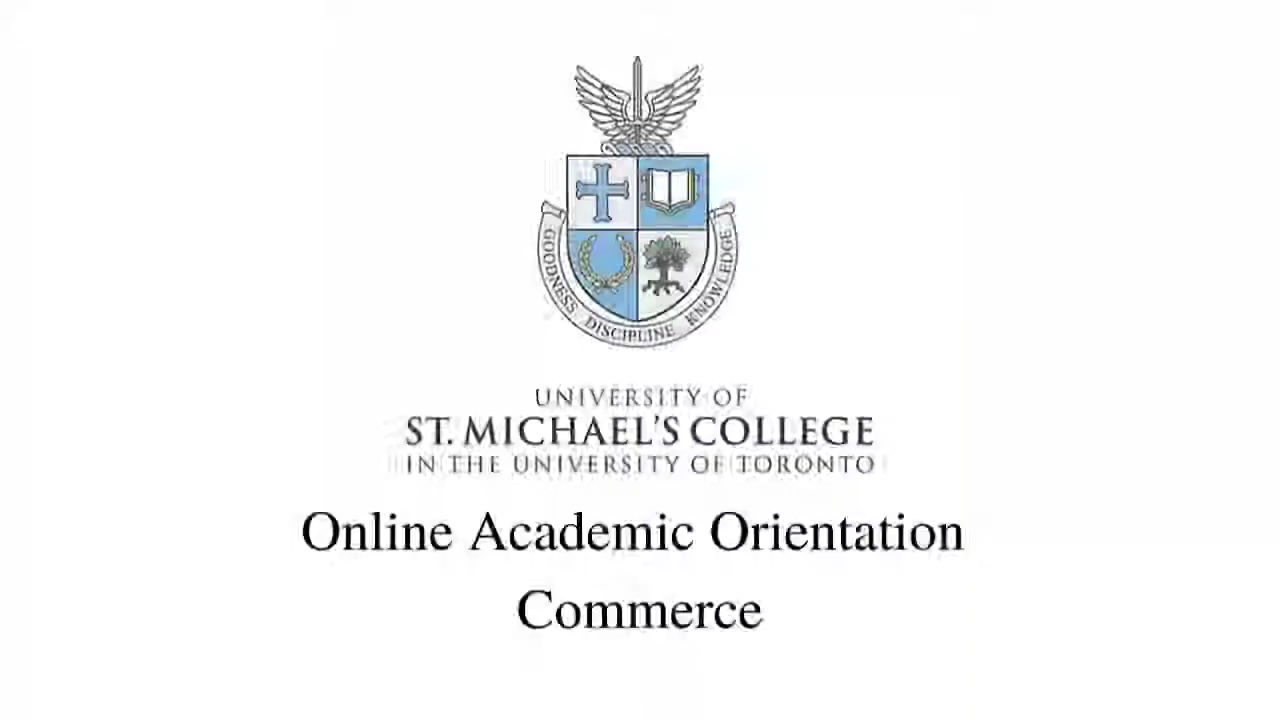 GOODNESS DISCIPLINE KNOWLEDGE
UNIVERSITY OF
ST. MICHAEL'S COLLEGE
IN THE UNIVERSITY OF TORONTO
Online Academic Orientation
Commerce